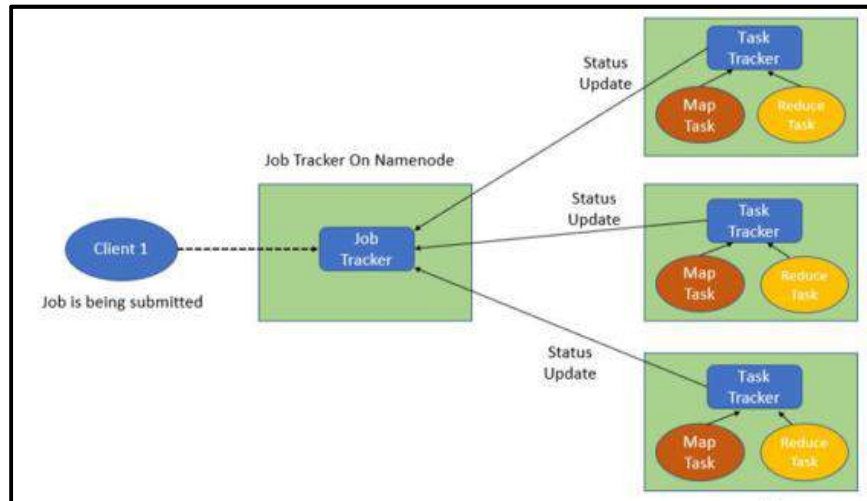 Job Tracker On Namenode
Client 1
Job is being submitted
Job
Tracker
Status
Update
Task
Tracker
Map
Task
Reduce
Task
Status
Update
Task
Tracker
Map
Task
Reduce
Task
Status
Update
Task
Tracker
Map
Task
Reduce
Task